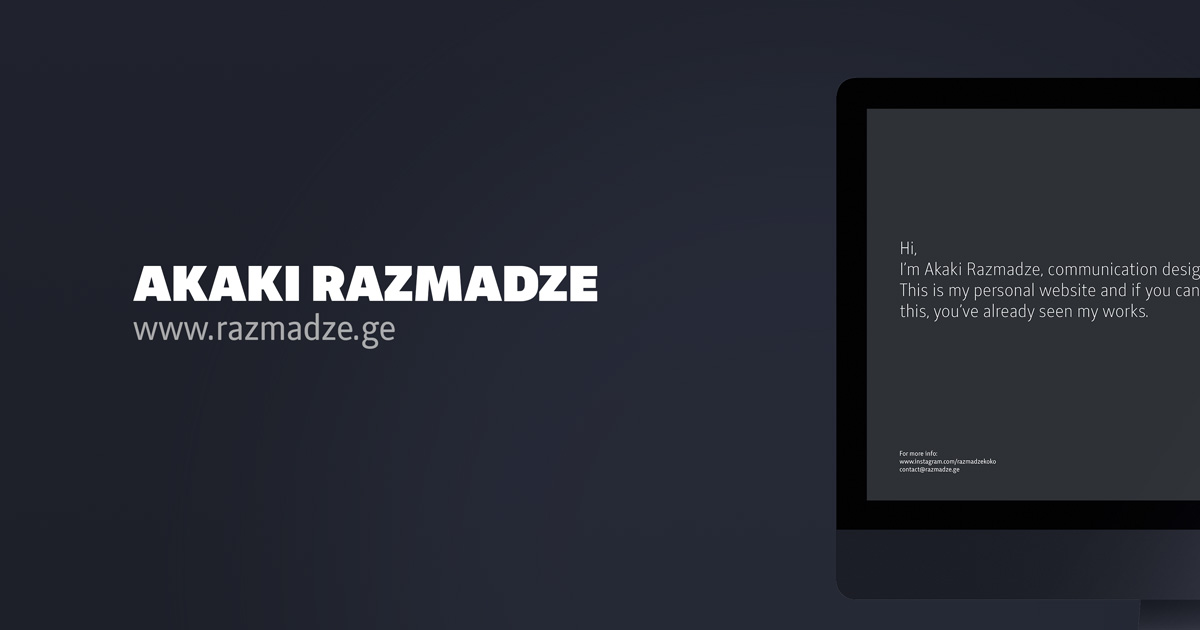 AKAKI RAZMADZE
www.razmadze.ge
Hi,
I'm Akaki Razmadze, communication desig
This is my personal website and if you can
this, you've already seen my works.
For more info:
www.instagram.com/razmadzekoko
contact@razmadze.ge